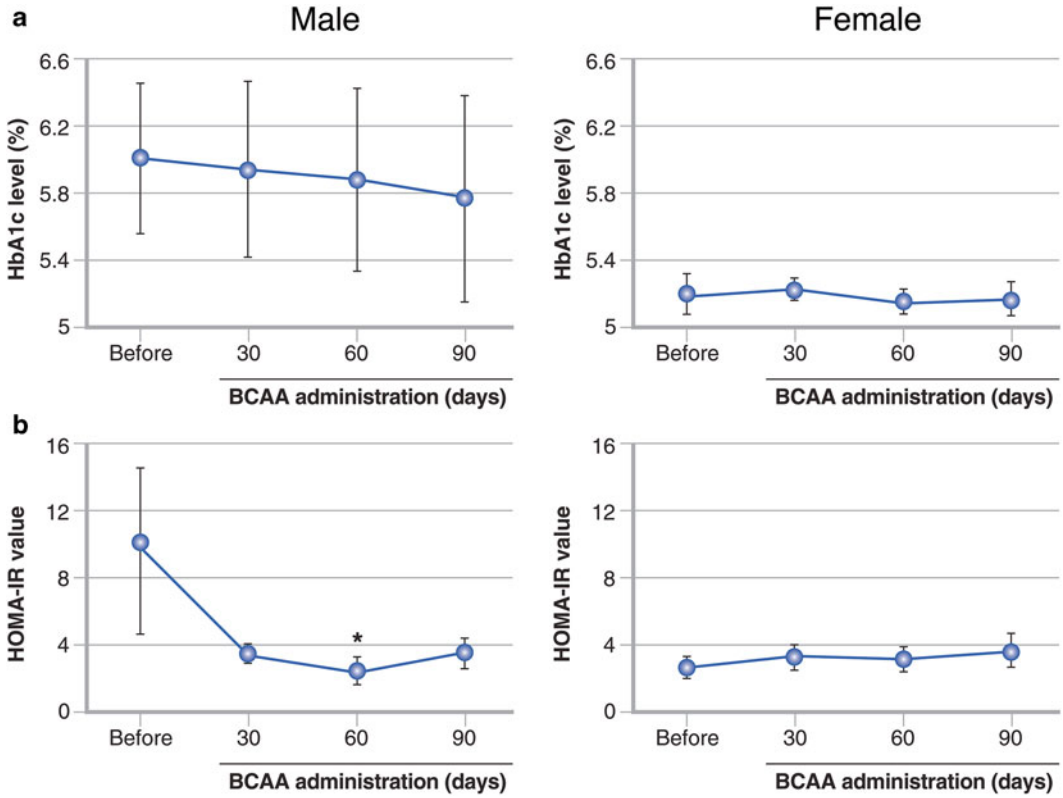 a
Male
Female
HbA1c level (%)
6.6
6.2
5.8
5.4
5
Before 30 60 90
BCAA administration (days)
HbA1c level (%)
6.6
6.2
5.8
5.4
5
Before 30 60 90
BCAA administration (days)
b
HOMA-IR value
16
12
8
4
0
*
Before 30 60 90
BCAA administration (days)
HOMA-IR value
16
12
8
4
0
Before 30 60 90
BCAA administration (days)